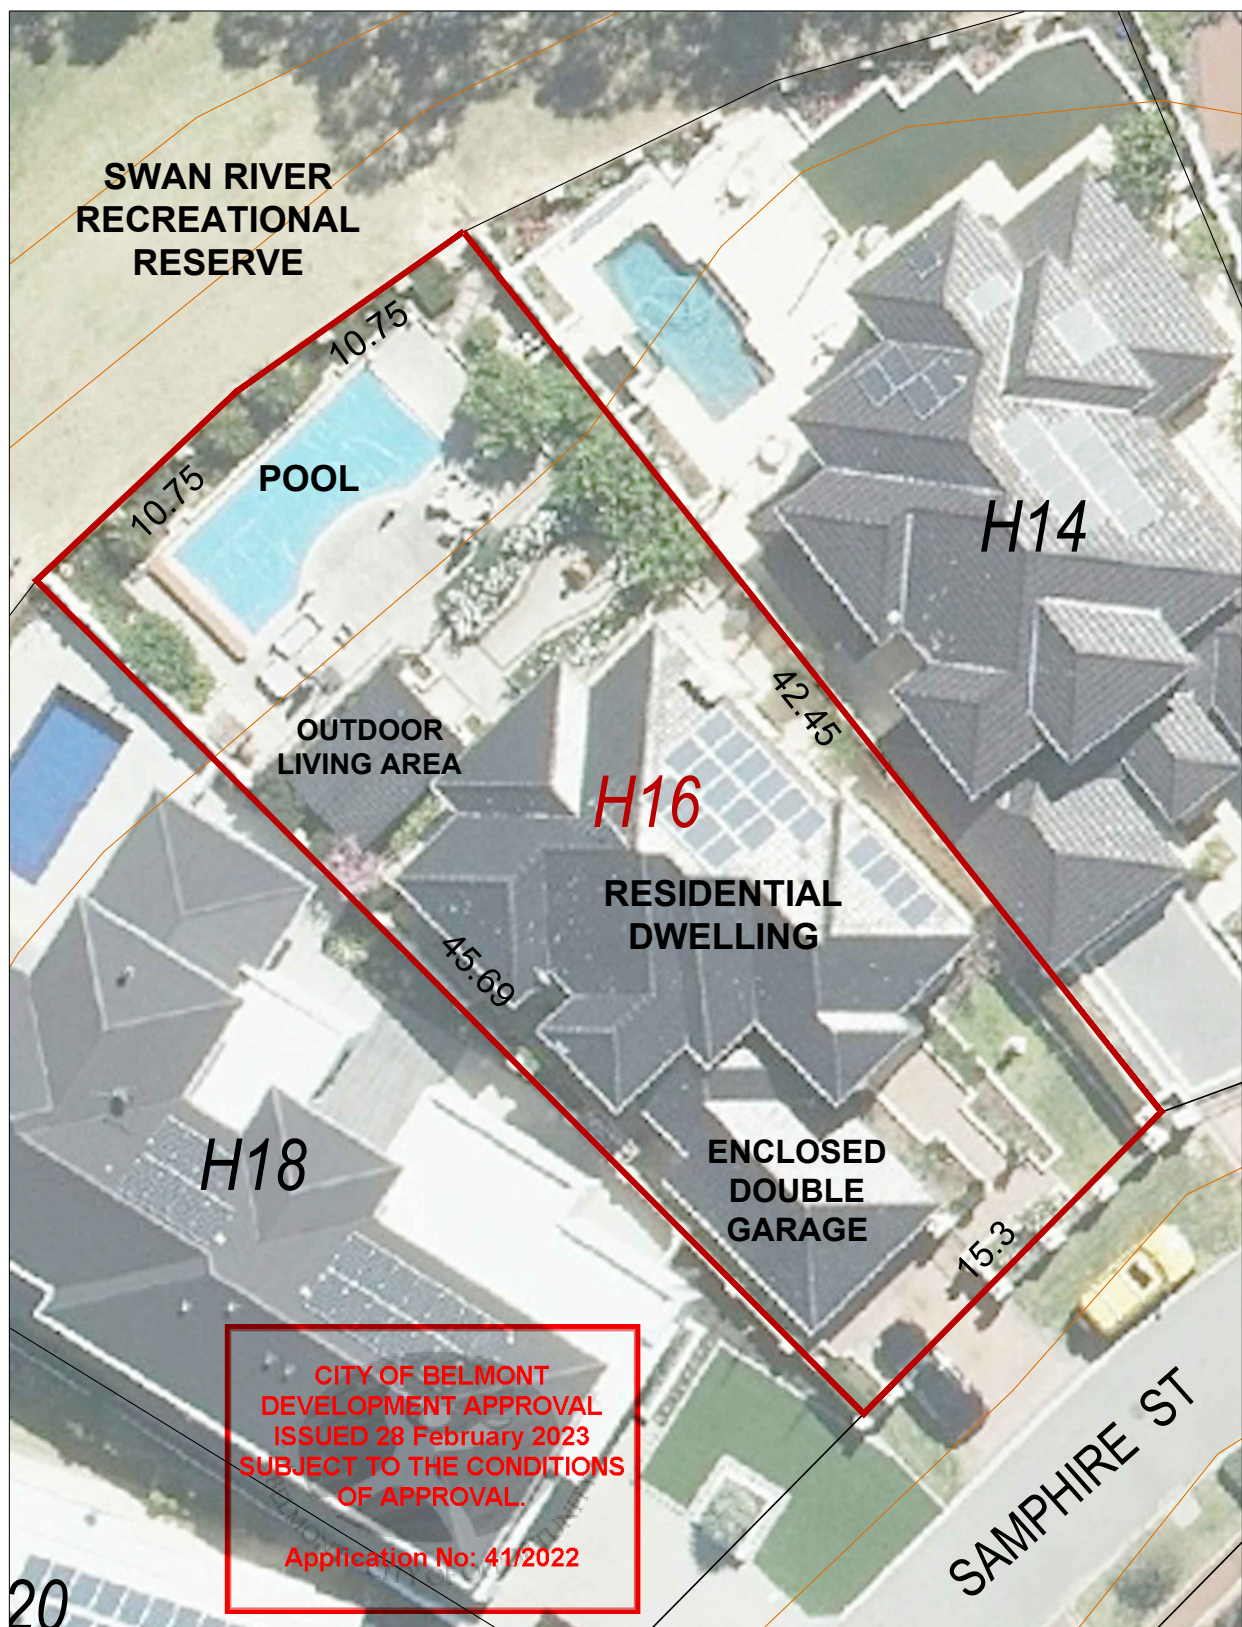 SWAN RIVER
RECREATIONAL
RESERVE
10.75
10.75
POOL
H14
42.45
OUTDOOR
LIVING AREA
H16
RESIDENTIAL
DWELLING
45.69
H18
ENCLOSED
DOUBLE
GARAGE
15.3
SAMPHIRE ST
CITY OF BELMONT
DEVELOPMENT APPROVAL
ISSUED 28 February 2023
SUBJECT TO THE CONDITIONS
OF APPROVAL.
Application No: 41/2022
20